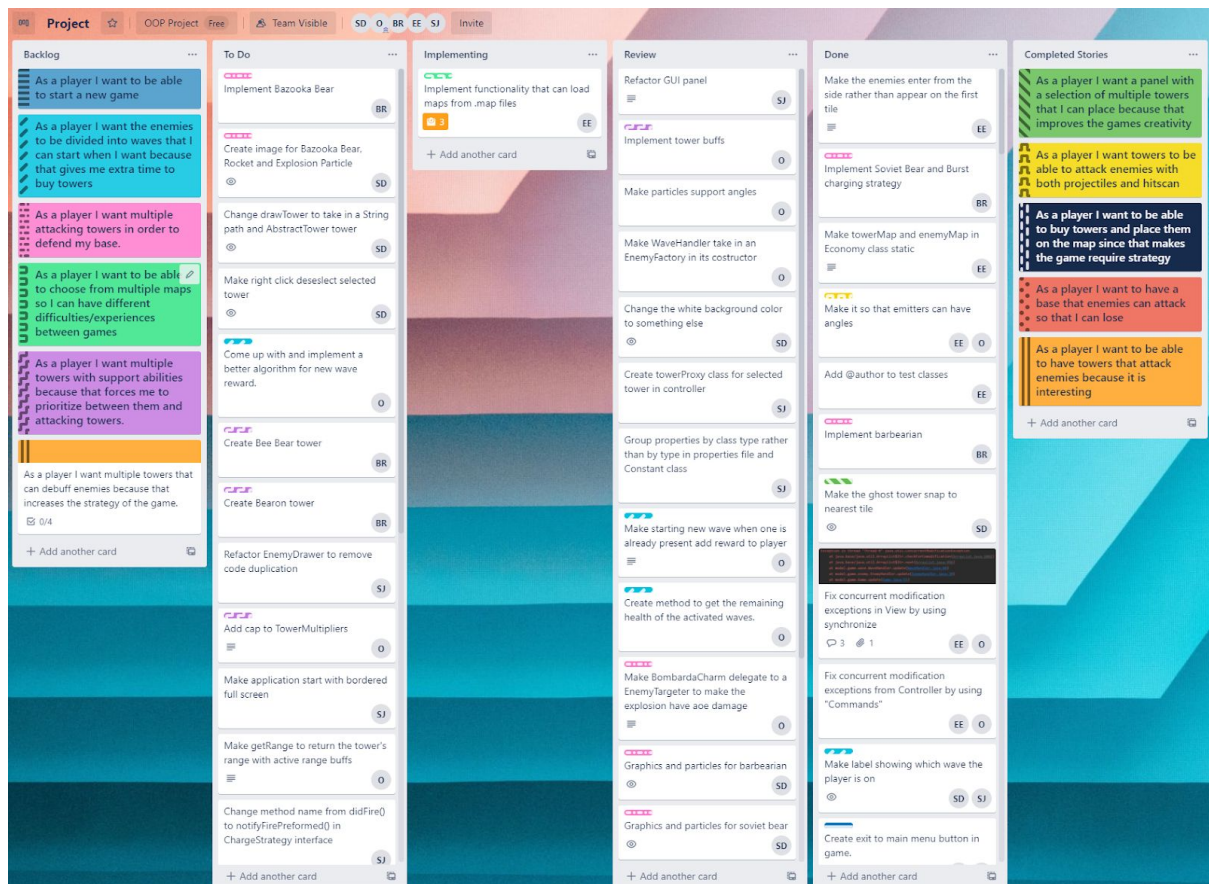 Project
OOP Project Free
Team Visible
SD O BR EE SJ
Invite
Backlog
As a player I want to be able
to start a new game
As a player I want the enemies
to be divided into waves that I
can start when I want because
that gives me extra time to
buy towers
As a player I want multiple
attacking towers in order to
defend my base.
As a player I want to be able
to choose from multiple maps
so I can have different
difficulties/experiences
between games
As a player I want multiple
towers with support abilities
because that forces me to
prioritize between them and
attacking towers.
As a player I want multiple towers that
can debuff enemies because that
increases the strategy of the game.
0/4
+ Add another card
To Do
Implement Bazooka Bear
BR
Create image for Bazooka Bear,
Rocket and Explosion Particle
SD
Change drawTower to take in a String
path and AbstractTower tower
SD
Make right click deseslect selected
tower
SD
Come up with and implement a
better algorithm for new wave
reward.
O
Create Bee Bear tower
BR
Create Bearon tower
BR
Refactor EnemyDrawer to remove
code duplication
SJ
Add cap to TowerMultipliers
O
Make application start with bordered
full screen
SJ
Make getRange to return the tower's
range with active range buffs
O
Change method name from didFire()
to notifyFirePreformed() in
ChargeStrategy interface
SJ
+ Add another card
Implementing
Implement functionality that can load
maps from .map files
3
EE
+ Add another card
Review
Refactor GUI panel
SJ
Implement tower buffs
O
Make particles support angles
O
Make WaveHandler take in an
EnemyFactory in its costructor
O
Change the white background color
to something else
SD
Create towerProxy class for selected
tower in controller
SJ
Group properties by class type rather
than by type in properties file and
Constant class
SJ
Make starting new wave when one is
already present add reward to player
O
Create method to get the remaining
health of the activated waves.
O
Make BombardaCharm delegate to a
EnemyTargeter to make the
explosion have aoe damage
O
Graphics and particles for barbearian
SD
Graphics and particles for soviet bear
SD
+ Add another card
Done
Make the enemies enter from the
side rather than appear on the first
tile
EE
Implement Soviet Bear and Burst
charging strategy
BR
Make towerMap and enemyMap in
Economy class static
EE
Make it so that emitters can have
angles
EE O
Add @author to test classes
EE
Implement barbearian
BR
Make the ghost tower snap to
nearest tile
SD
Fix concurrent modification
exceptions in View by using
synchronize
3 1
EE O
Fix concurrent modification
exceptions from Controller by using
"Commands"
EE O
Make label showing which wave the
player is on
SD SJ
Create exit to main menu button in
game.
+ Add another card
Completed Stories
As a player I want a panel with
a selection of multiple towers
that I can place because that
improves the games creativity
As a player I want towers to be
able to attack enemies with
both projectiles and hitscan
As a player I want to be able
to buy towers and place them
on the map since that makes
the game require strategy
As a player I want to have a
base that enemies can attack
so that I can lose
As a player I want to be able
to have towers that attack
enemies because it is
interesting
+ Add another card